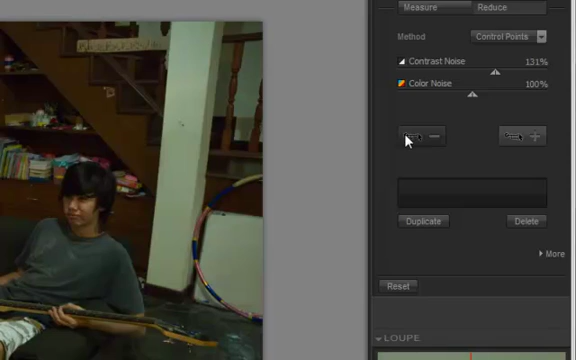 Measure Reduce
Method Control Points
Contrast Noise 131%
Color Noise 100%
Duplicate Delete
More
Reset
LOUPE